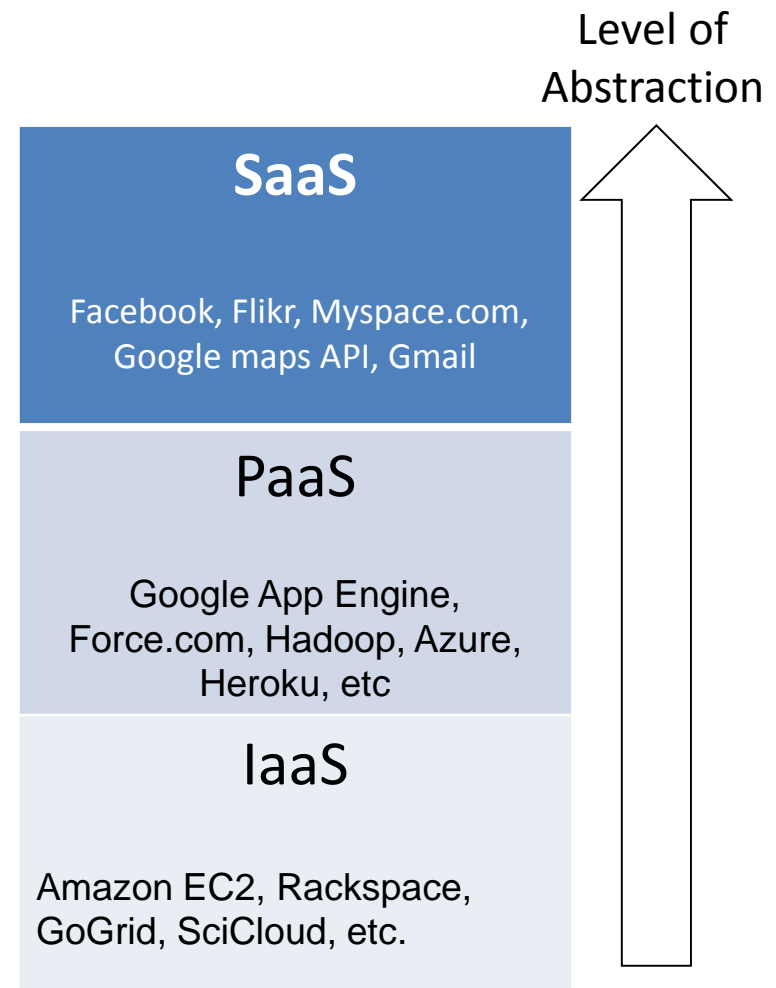 Level of
Abstraction
SaaS
Facebook, Flikr, Myspace.com,
Google maps API, Gmail
PaaS
Google App Engine,
Force.com, Hadoop, Azure,
Heroku, etc
IaaS
Amazon EC2, Rackspace,
GoGrid, SciCloud, etc.